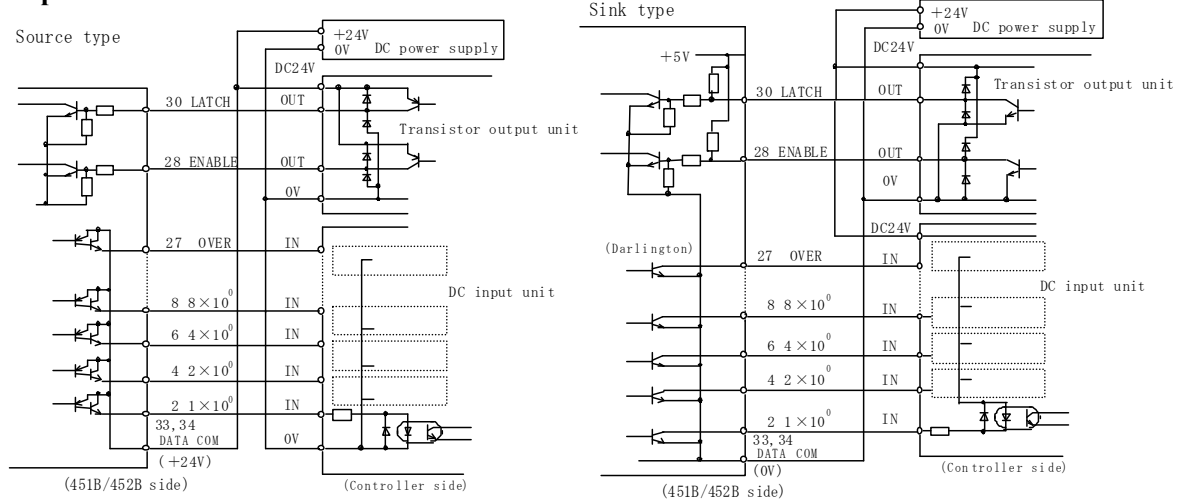 Source type
+24V
0V DC power supply
DC24V
30 LATCH OUT
Transistor output unit
28 ENABLE OUT
0V
27 OVER IN
DC input unit
8 8×10⁰ IN
6 4×10⁰ IN
4 2×10⁰ IN
2 1×10⁰ IN
33,34
DATA COM 0V
(+24V)
(451B/452B side) (Controller side)
Sink type
+24V
0V DC power supply
DC24V
+5V
30 LATCH OUT
Transistor output unit
28 ENABLE OUT
0V
DC24V
(Darlington)
27 OVER IN
DC input unit
8 8×10⁰ IN
6 4×10⁰ IN
4 2×10⁰ IN
2 1×10⁰ IN
33,34
DATA COM
(0V)
(451B/452B side) (Controller side)